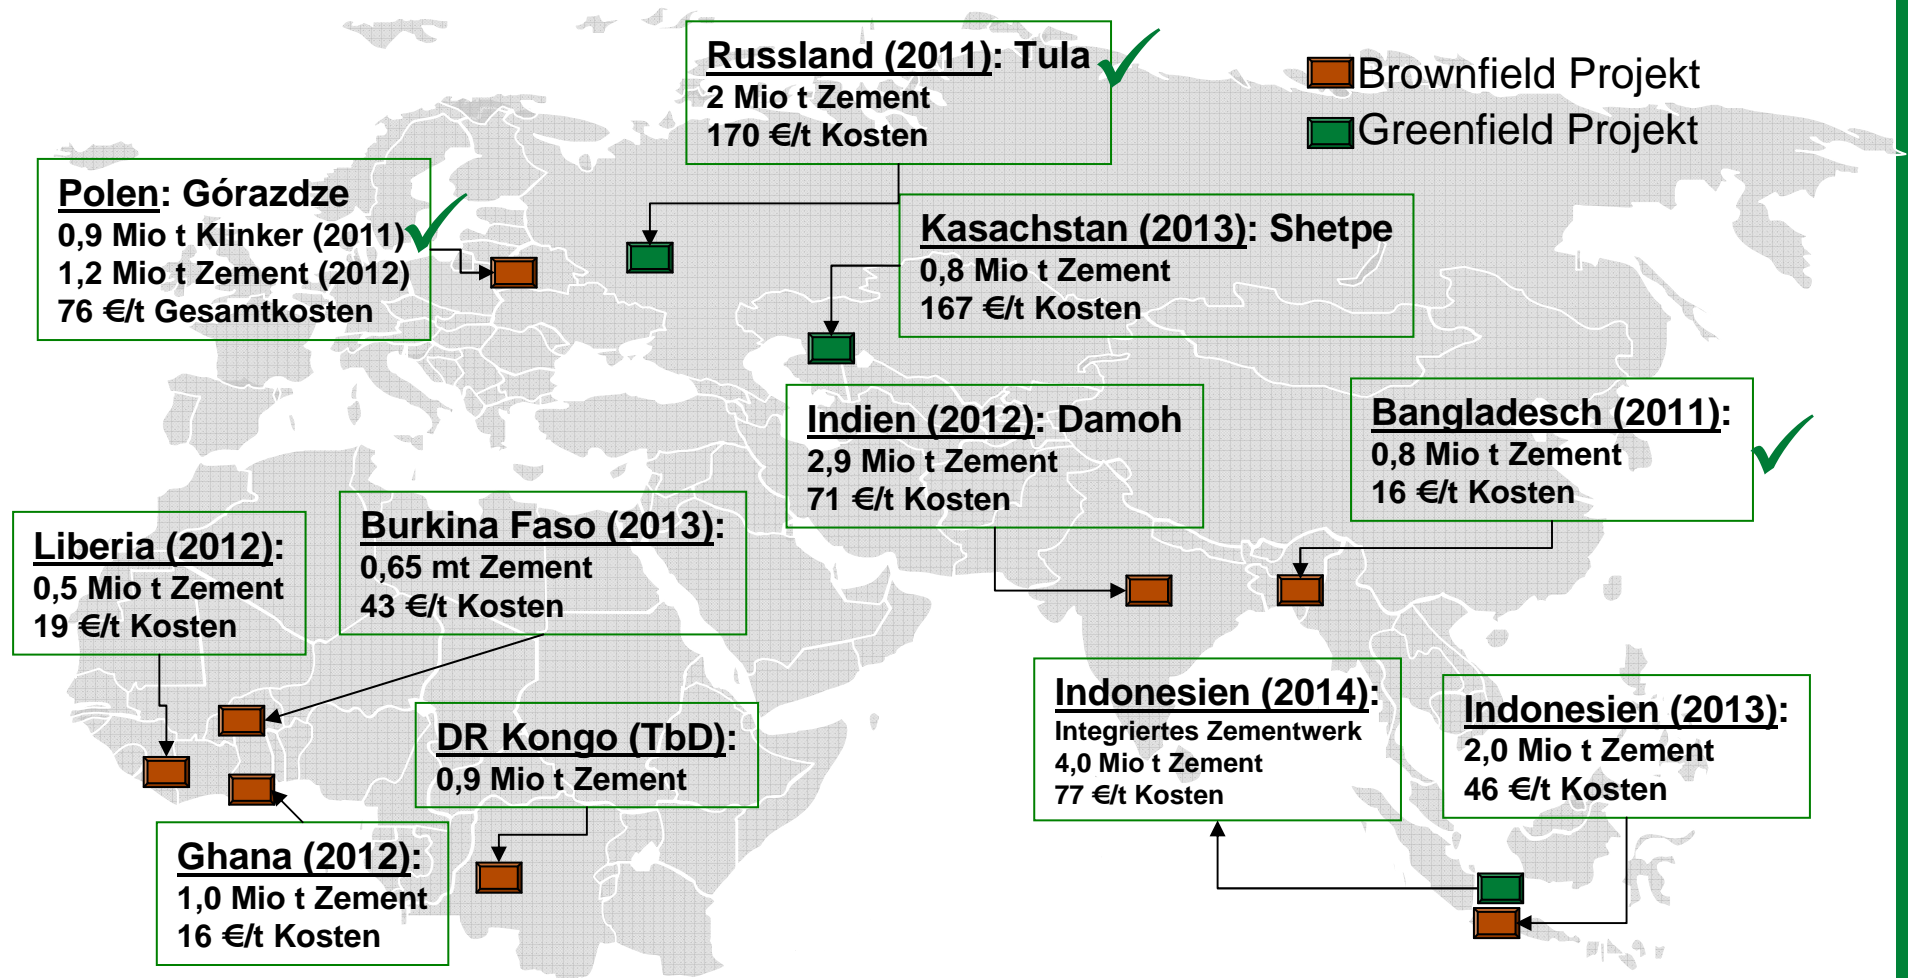 Russland (2011): Tula
2 Mio t Zement
170 €/t Kosten
Brownfield Projekt
Greenfield Projekt
Polen: Górazdze
0,9 Mio t Klinker (2011)
1,2 Mio t Zement (2012)
76 €/t Gesamtkosten
Kasachstan (2013): Shetpe
0,8 Mio t Zement
167 €/t Kosten
Indien (2012): Damoh
2,9 Mio t Zement
71 €/t Kosten
Bangladesch (2011):
0,8 Mio t Zement
16 €/t Kosten
Liberia (2012):
0,5 Mio t Zement
19 €/t Kosten
Burkina Faso (2013):
0,65 mt Zement
43 €/t Kosten
DR Kongo (TbD):
0,9 Mio t Zement
Ghana (2012):
1,0 Mio t Zement
16 €/t Kosten
Indonesien (2014):
Integriertes Zementwerk
4,0 Mio t Zement
77 €/t Kosten
Indonesien (2013):
2,0 Mio t Zement
46 €/t Kosten